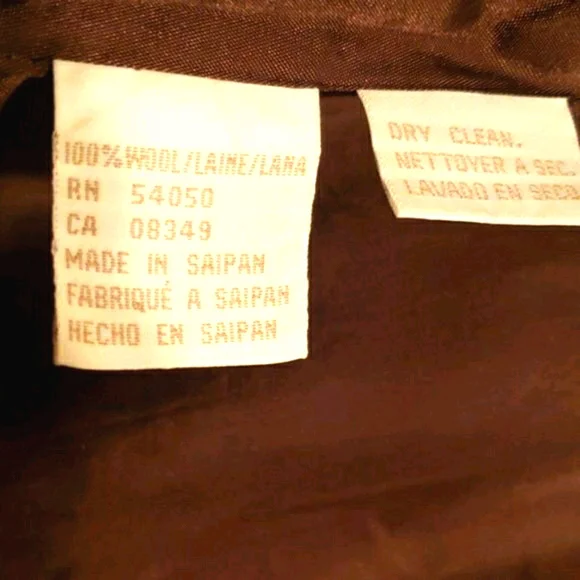 100% WOOL/LAINE/LANA
RN 54050
CA 08349
MADE IN SAIPAN
FABRIQUÉ A SAIPAN
HECHO EN SAIPAN
DRY CLEAN.
NETTOYER A SEC.
LAVADO EN SECO